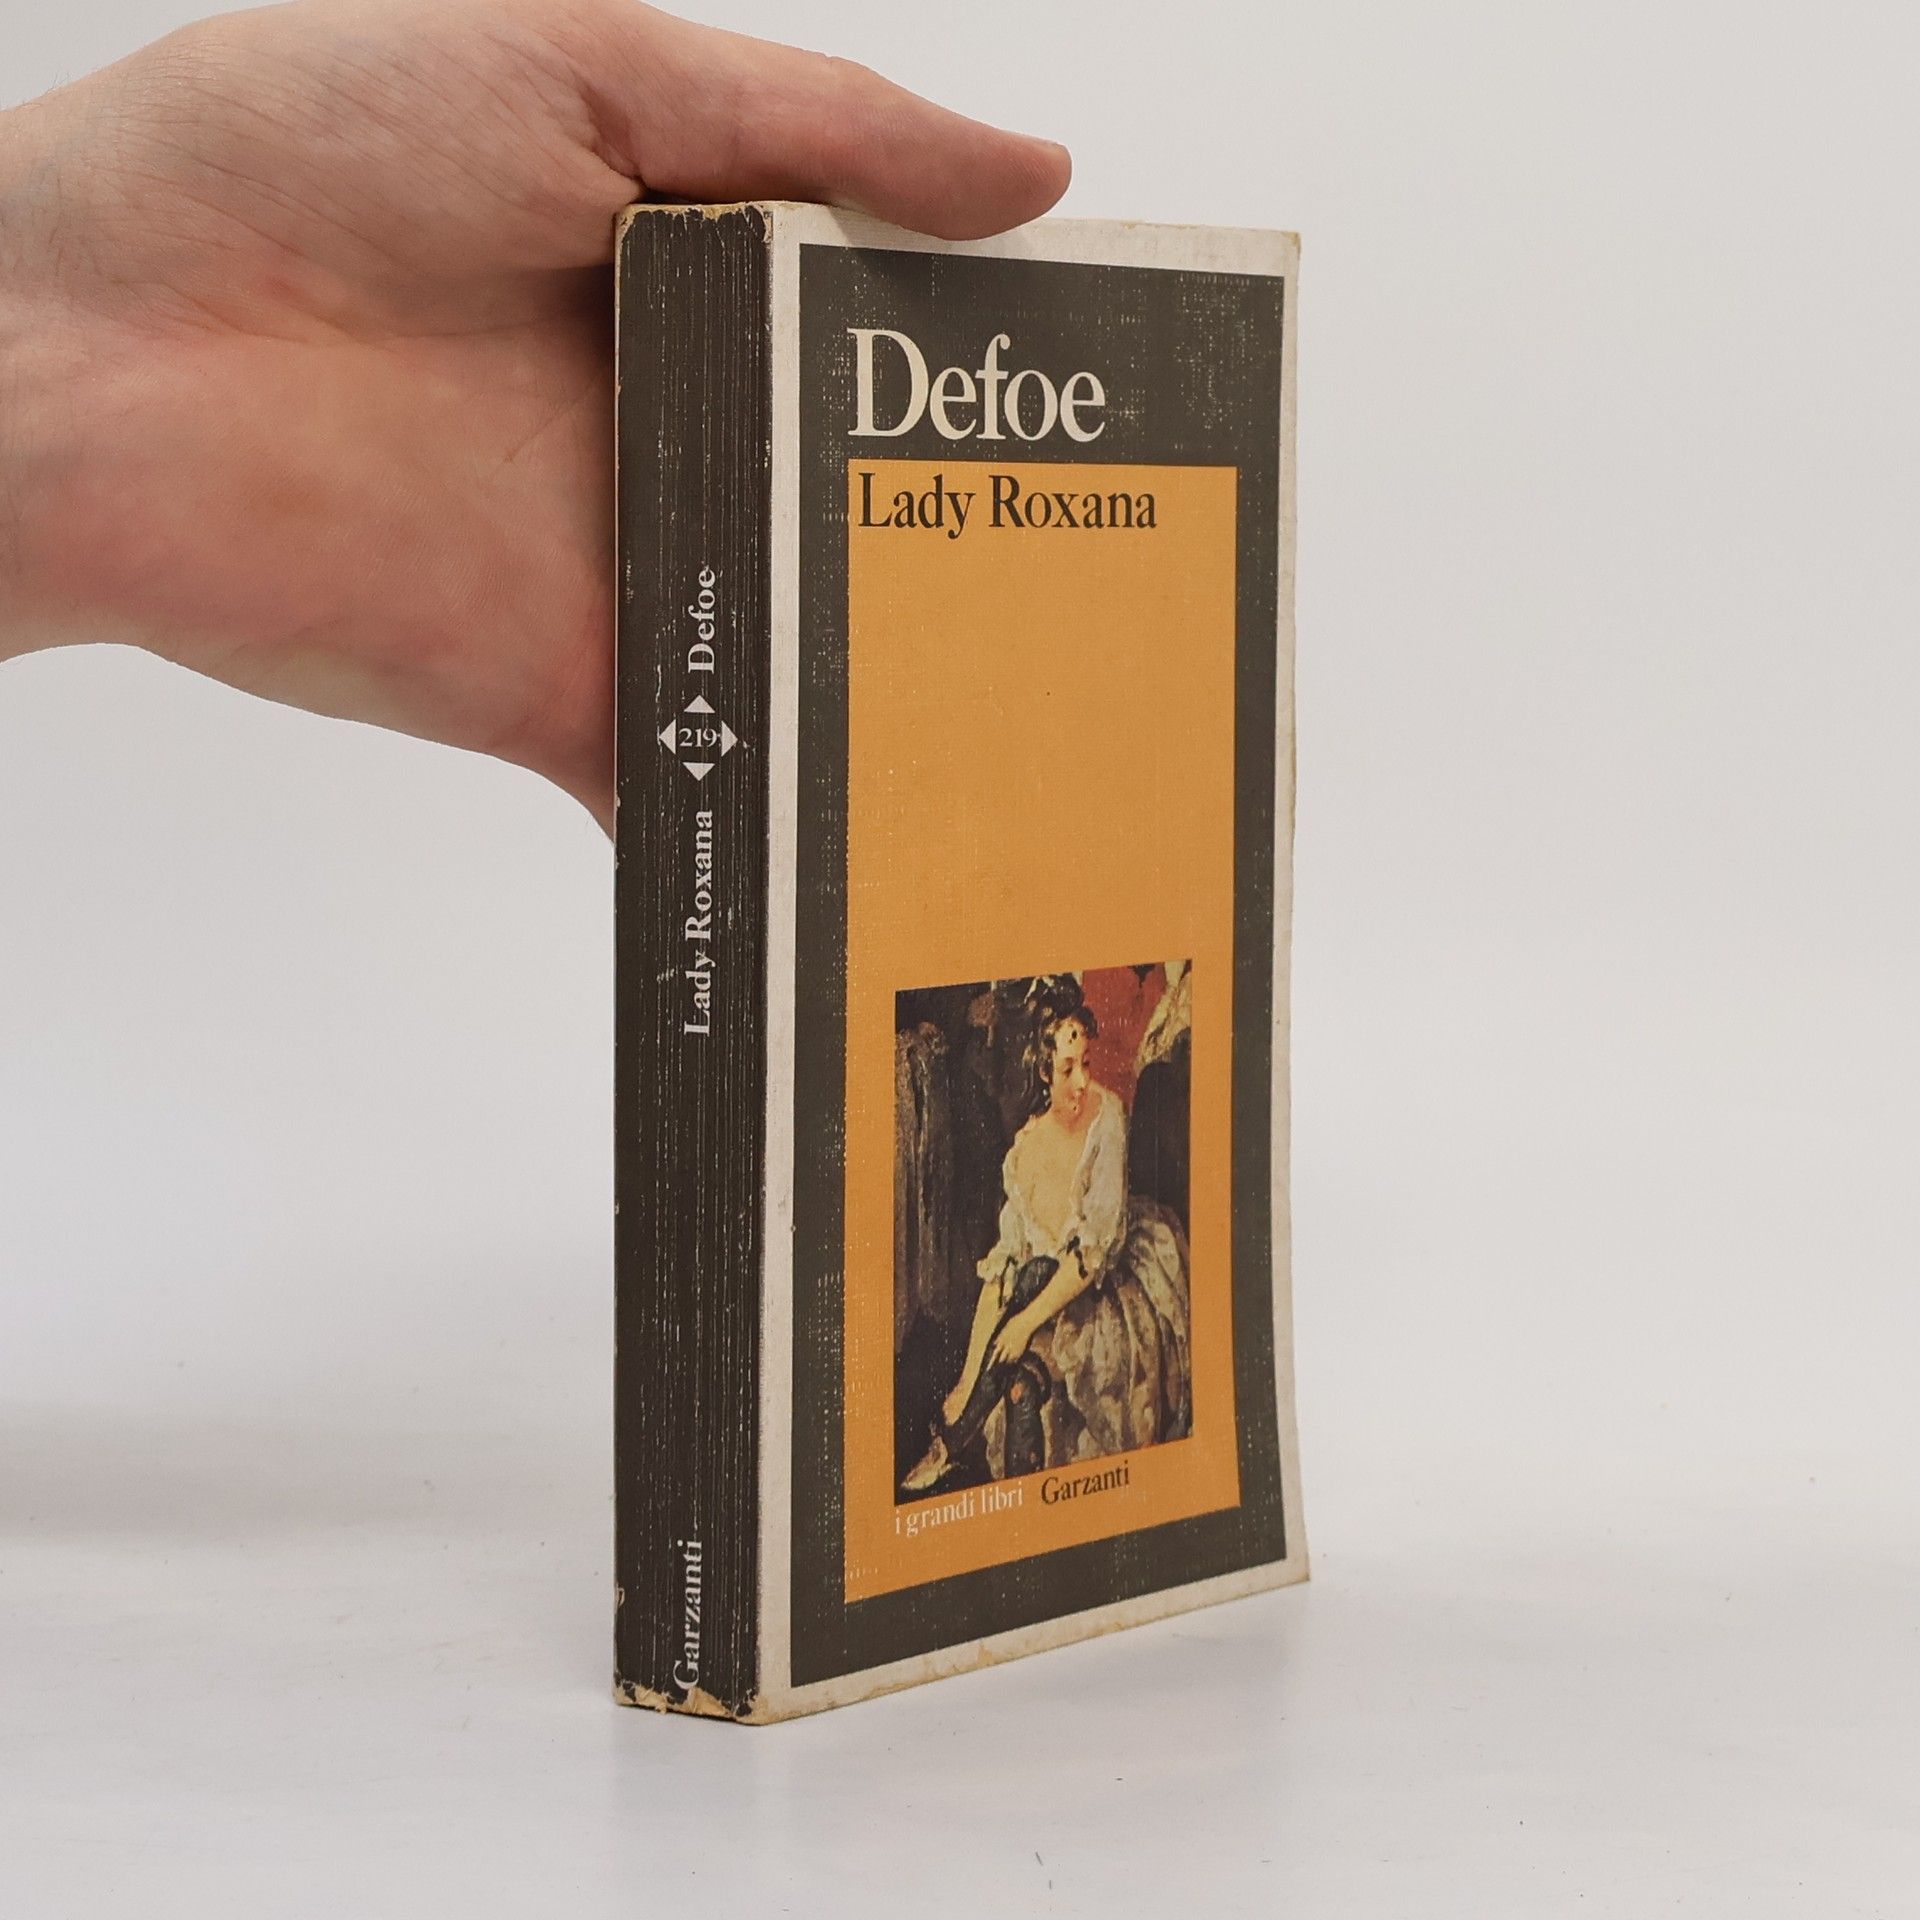 Defoe
Lady Roxana
i grandi libri Garzanti
Lady Roxana 219 Defoe
Garzanti